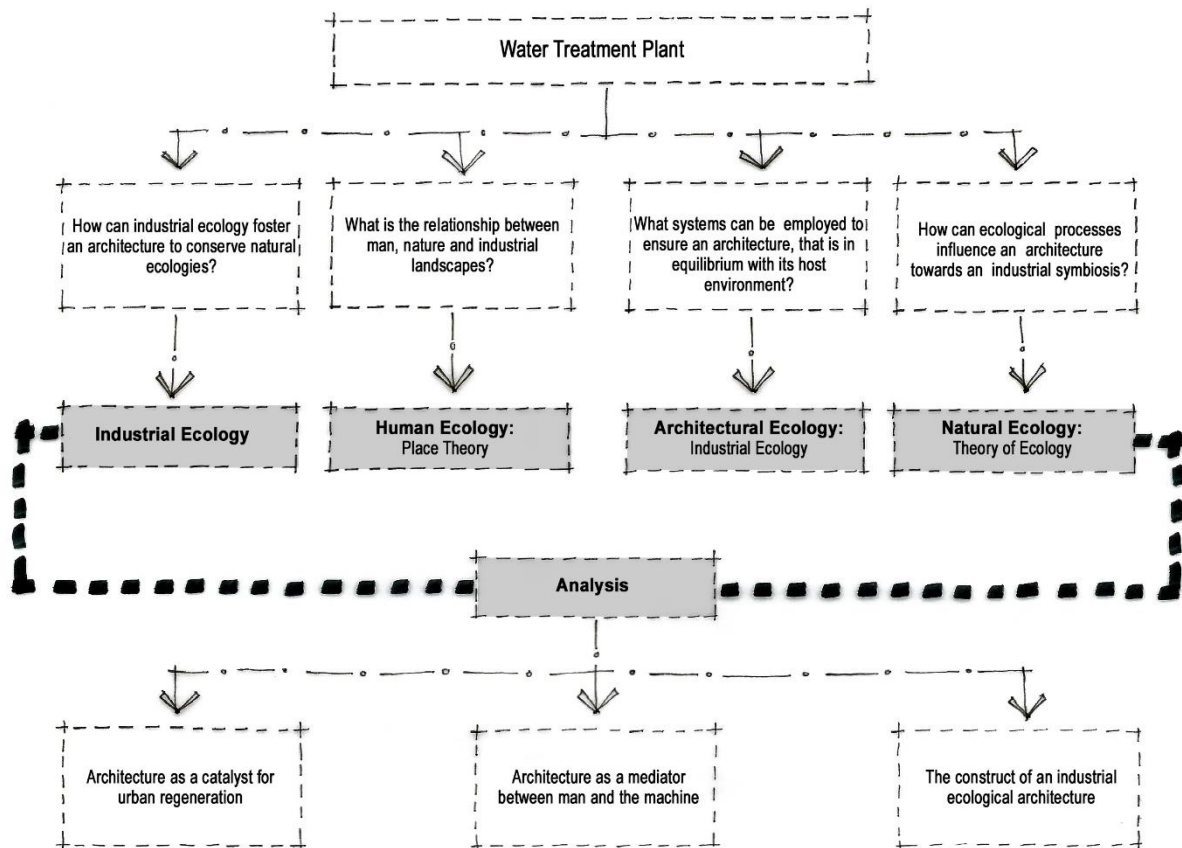 Water Treatment Plant
How can industrial ecology foster
an architecture to conserve natural
ecologies?
What is the relationship between
man, nature and industrial
landscapes?
What systems can be employed to
ensure an architecture, that is in
equilibrium with its host
environment?
How can ecological processes
influence an architecture
towards an industrial symbiosis?
Industrial Ecology
Human Ecology:
Place Theory
Architectural Ecology:
Industrial Ecology
Natural Ecology:
Theory of Ecology
Analysis
Architecture as a catalyst for
urban regeneration
Architecture as a mediator
between man and the machine
The construct of an industrial
ecological architecture